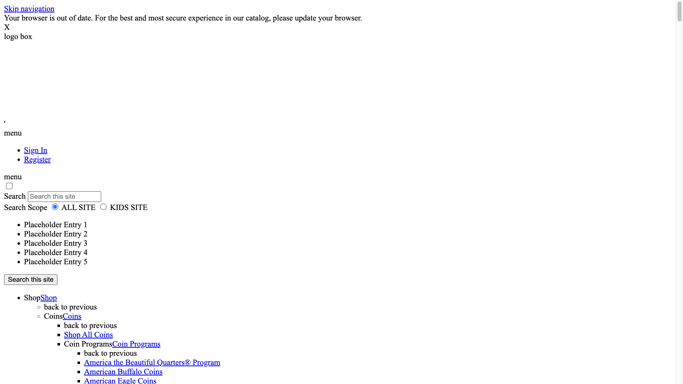 Skip navigation
Your browser is out of date. For the best and most secure experience in our catalog, please update your browser.
X
logo box
,
menu
Sign In
Register
menu
Search Search this site
Search Scope ALL SITE KIDS SITE
Placeholder Entry 1
Placeholder Entry 2
Placeholder Entry 3
Placeholder Entry 4
Placeholder Entry 5
Search this site
ShopShop
back to previous
CoinsCoins
back to previous
Shop All Coins
Coin ProgramsCoin Programs
back to previous
America the Beautiful Quarters® Program
American Buffalo Coins
American Eagle Coins